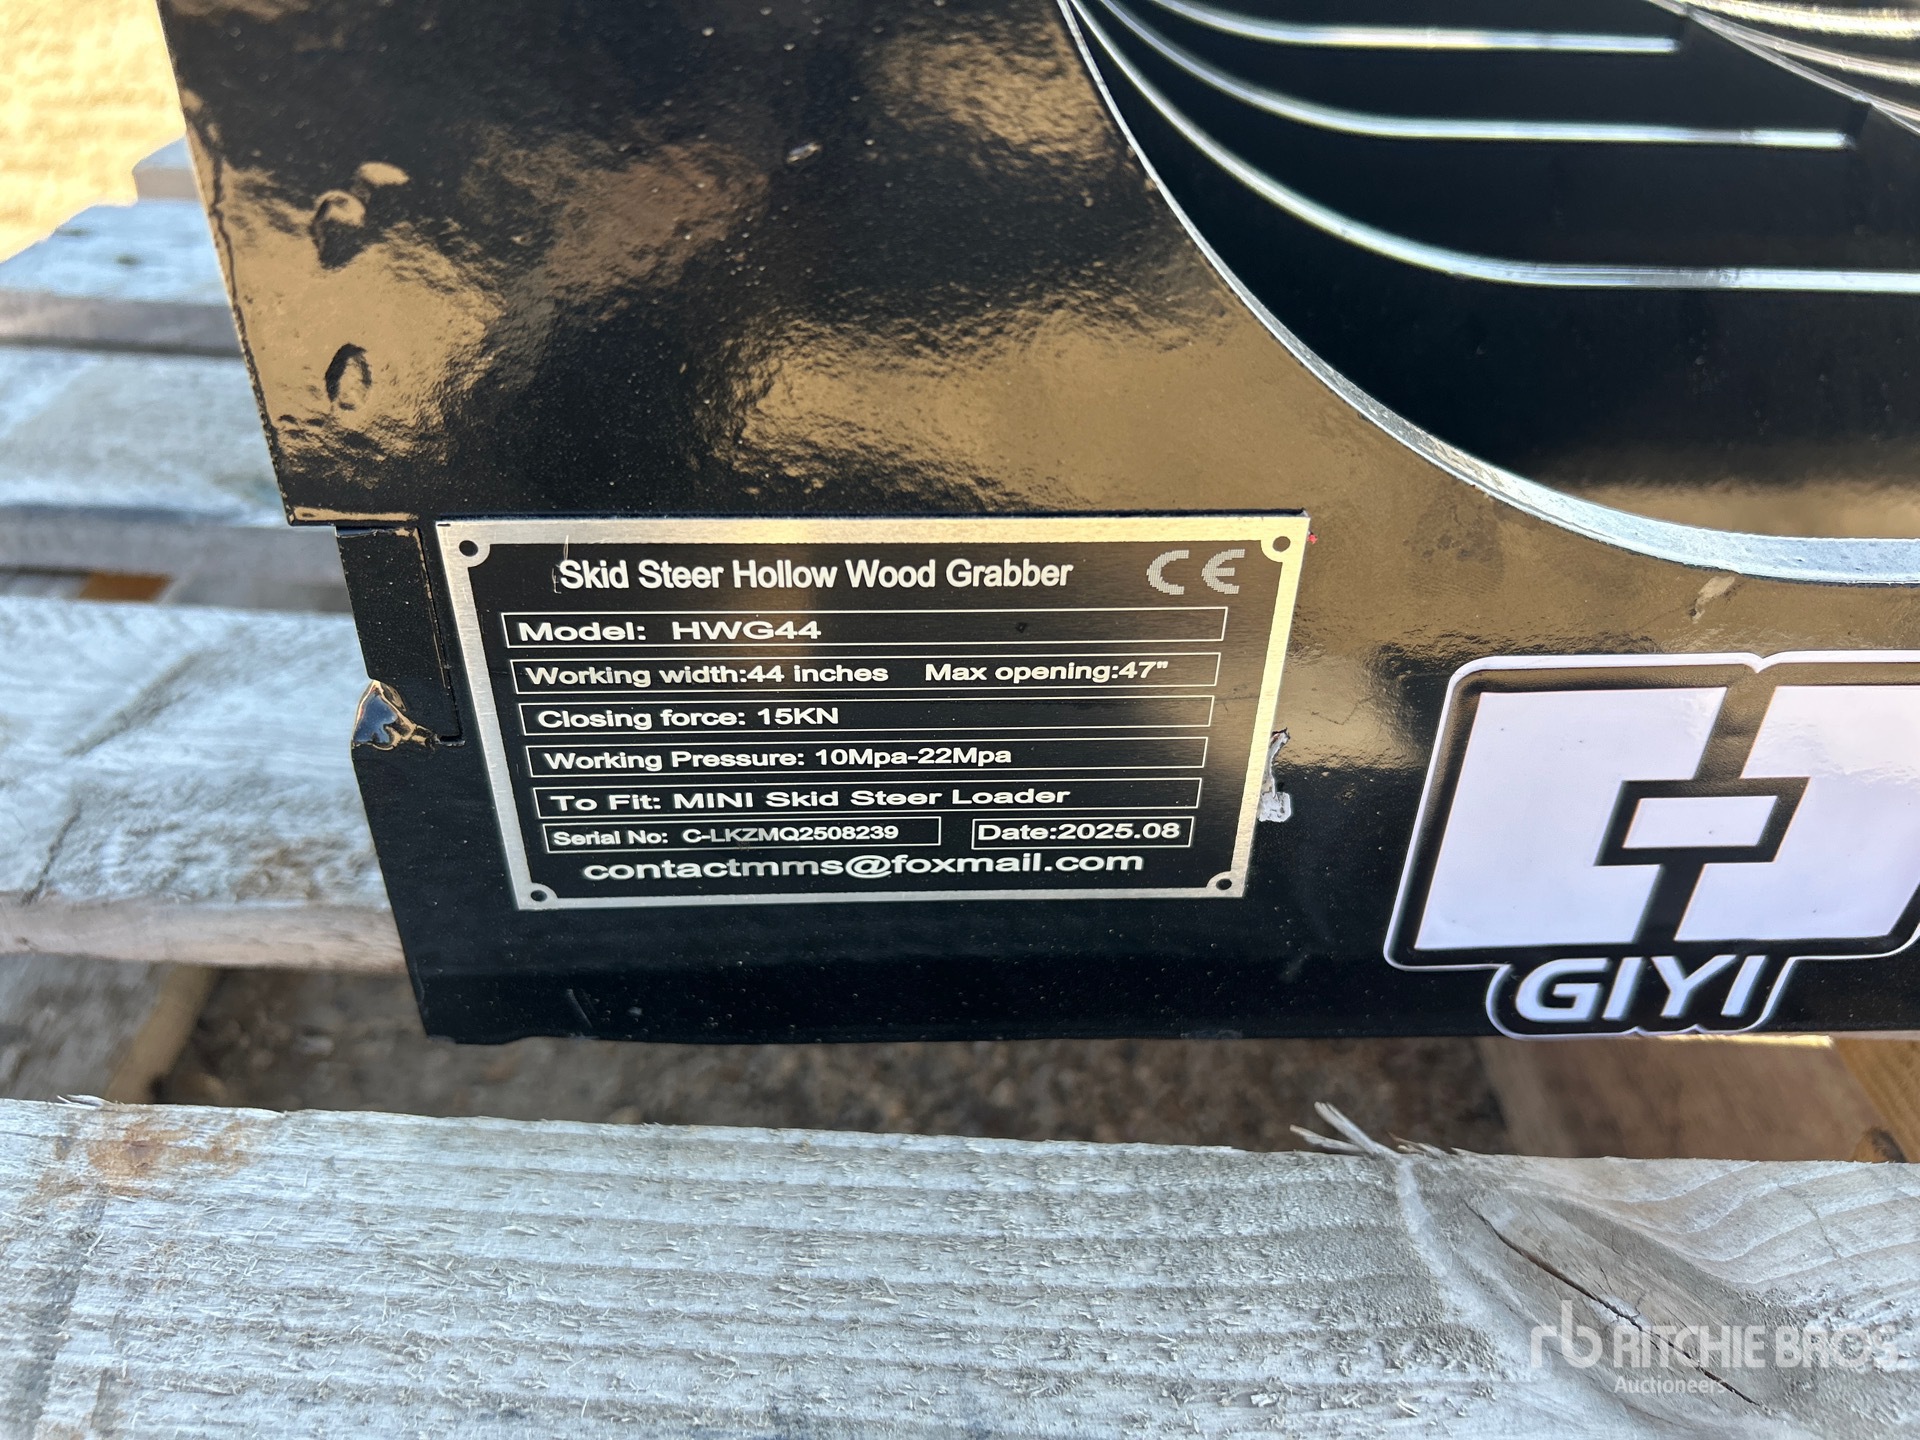 Skid Steer Hollow Wood Grabber CE
Model: HWG44
Working width:44 inches Max opening:47"
Closing force: 15KN
Working Pressure: 10Mpa-22Mpa
To Fit: MINI Skid Steer Loader
Serial No: C-LKZMQ2508239 Date:2025.08
contactmms@foxmail.com
GIYI
rb RITCHIE BROS
Auctioneers